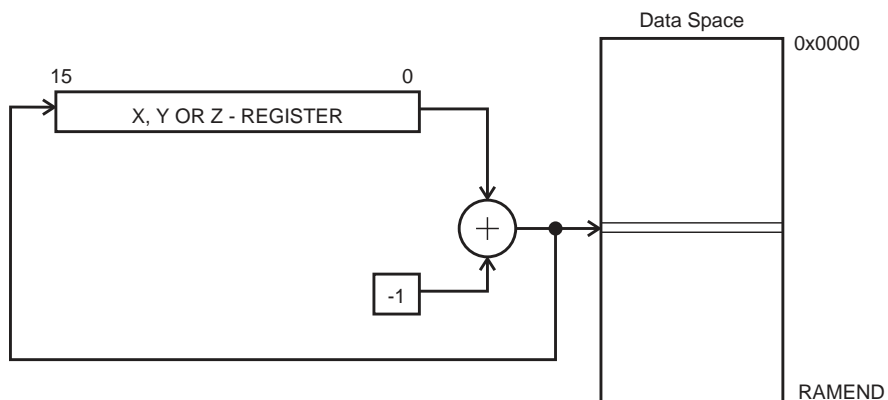 Data Space
0x0000
15
0
X, Y OR Z - REGISTER
+
-1
RAMEND